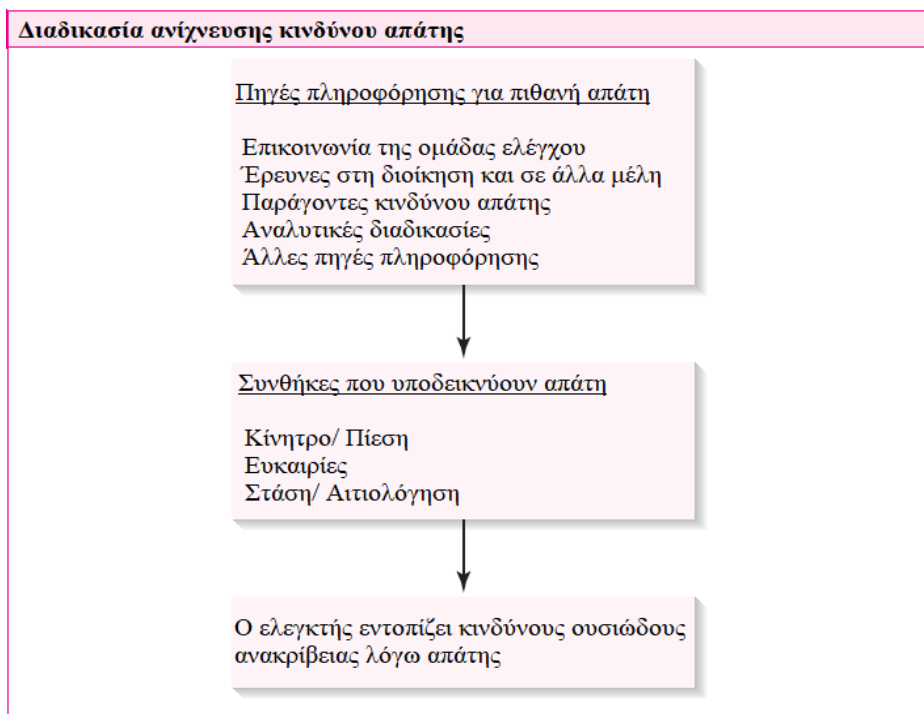 Διαδικασία ανίχνευσης κινδύνου απάτης
Πηγές πληροφόρησης για πιθανή απάτη
Επικοινωνία της ομάδας ελέγχου
Έρευνες στη διοίκηση και σε άλλα μέλη
Παράγοντες κινδύνου απάτης
Αναλυτικές διαδικασίες
Άλλες πηγές πληροφόρησης
Συνθήκες που υποδεικνύουν απάτη
Κίνητρο/ Πίεση
Ευκαιρίες
Στάση/ Αιτιολόγηση
Ο ελεγκτής εντοπίζει κινδύνους ουσιώδους
ανακρίβειας λόγω απάτης